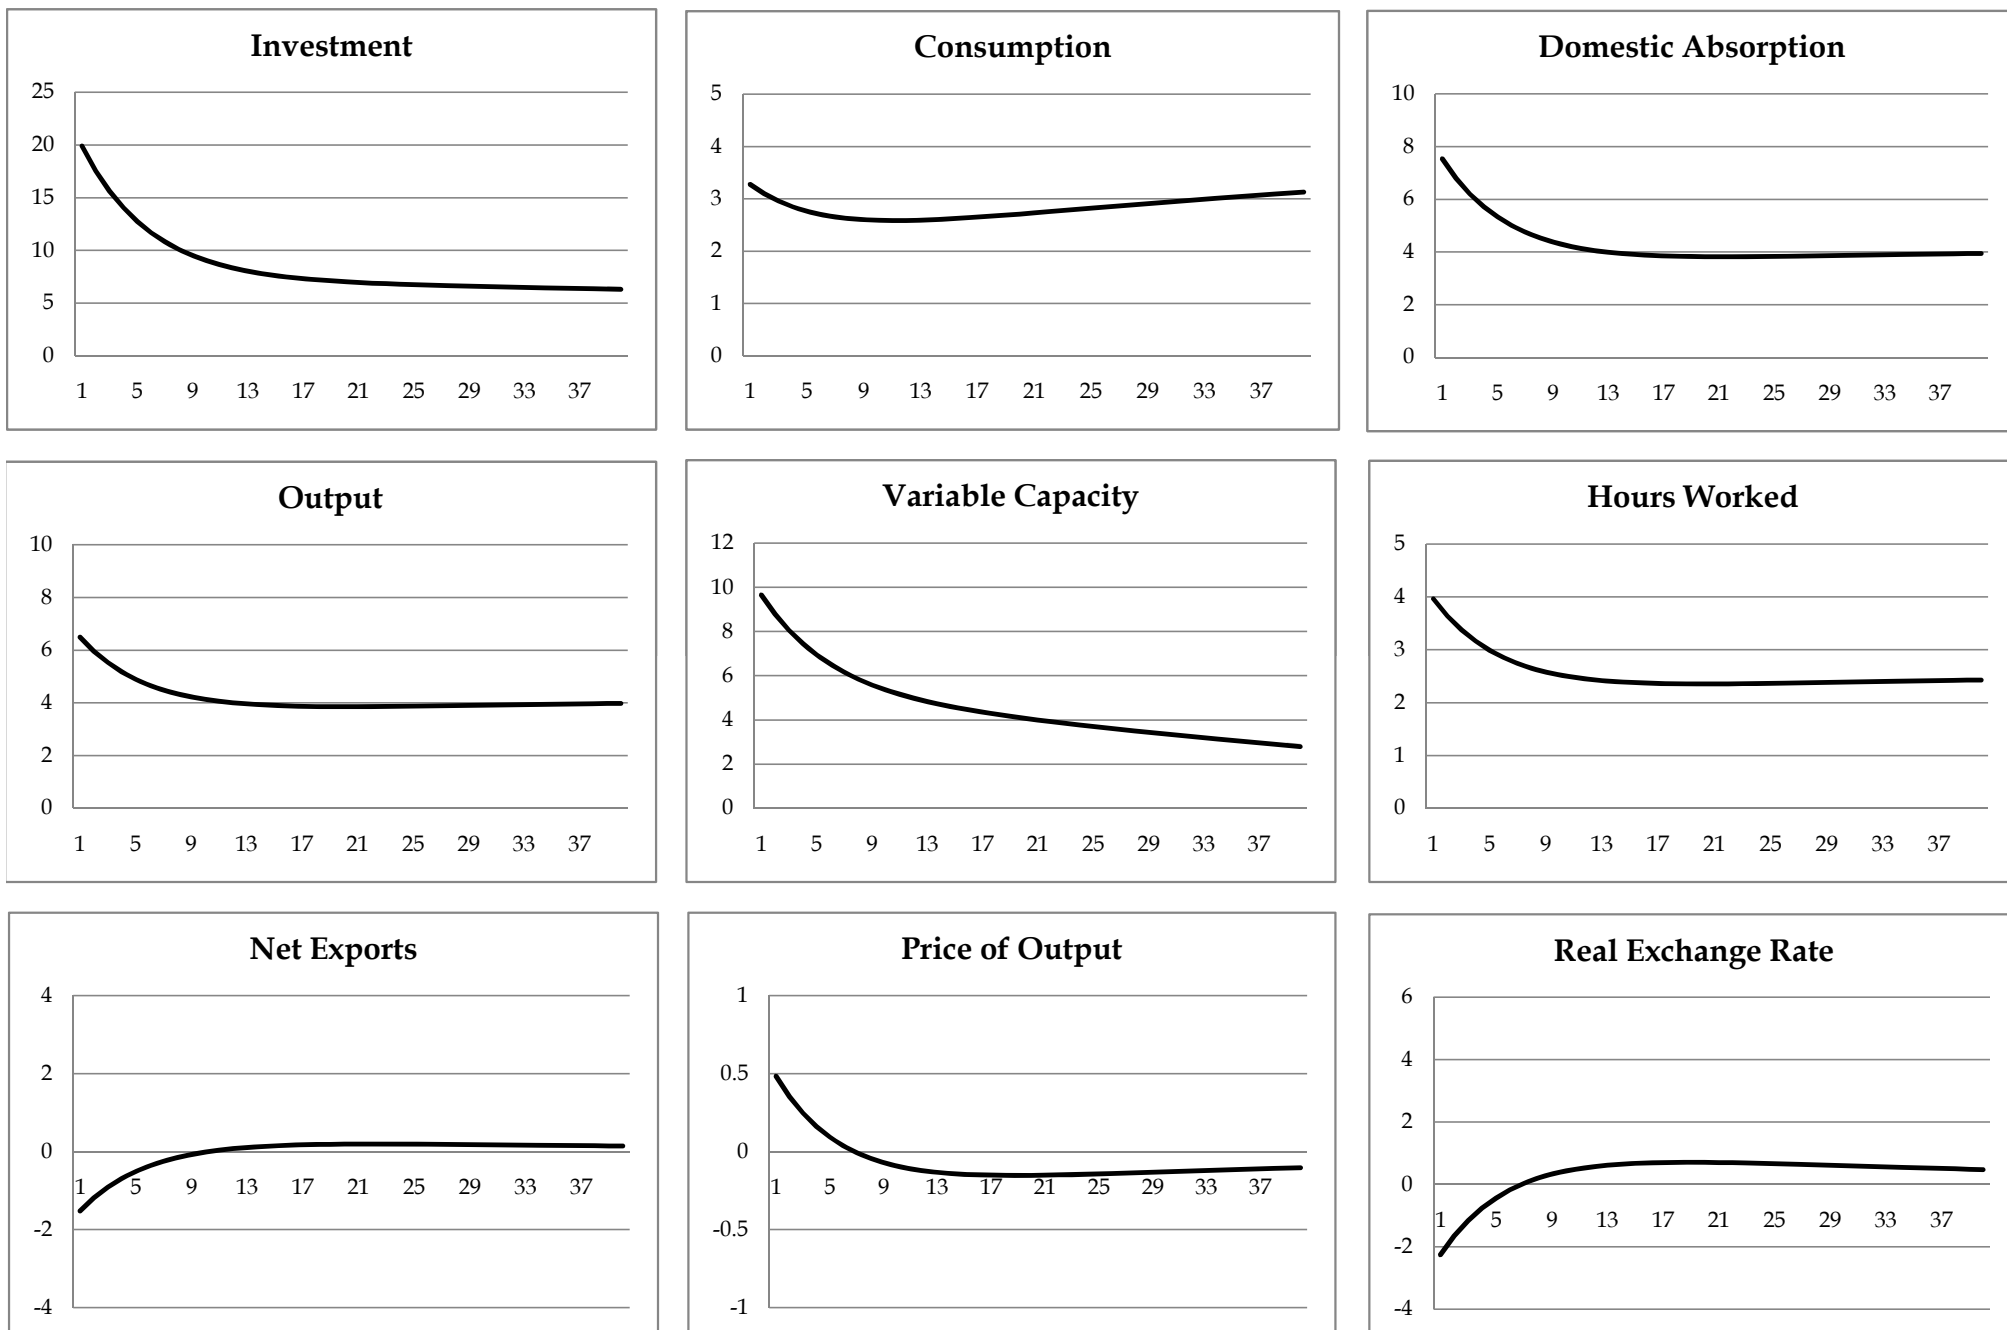 Investment
25
20
15
10
5
0
1 5 9 13 17 21 25 29 33 37
Consumption
5
4
3
2
1
0
1 5 9 13 17 21 25 29 33 37
Domestic Absorption
10
8
6
4
2
0
1 5 9 13 17 21 25 29 33 37
Output
10
8
6
4
2
0
1 5 9 13 17 21 25 29 33 37
Variable Capacity
12
10
8
6
4
2
0
1 5 9 13 17 21 25 29 33 37
Hours Worked
5
4
3
2
1
0
1 5 9 13 17 21 25 29 33 37
Net Exports
4
2
0
1 5 9 13 17 21 25 29 33 37
-2
-4
Price of Output
1
0.5
0
1 5 9 13 17 21 25 29 33 37
-0.5
-1
Real Exchange Rate
6
4
2
0
1 5 9 13 17 21 25 29 33 37
-2
-4